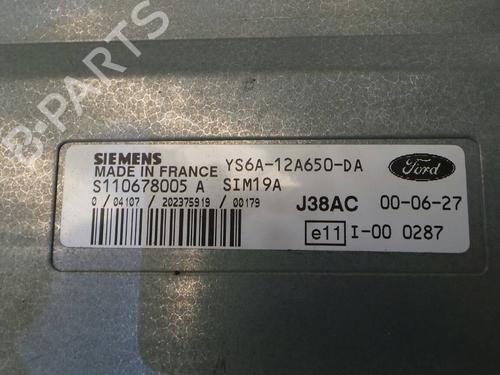 B-PARTS
SIEMENS
MADE IN FRANCE YS6A-12A650-DA
S110678005 A SIM19A
Ford
0 / 04107 / 202375919 / 00179
J38AC 00-06-27
e11 I-00 0287